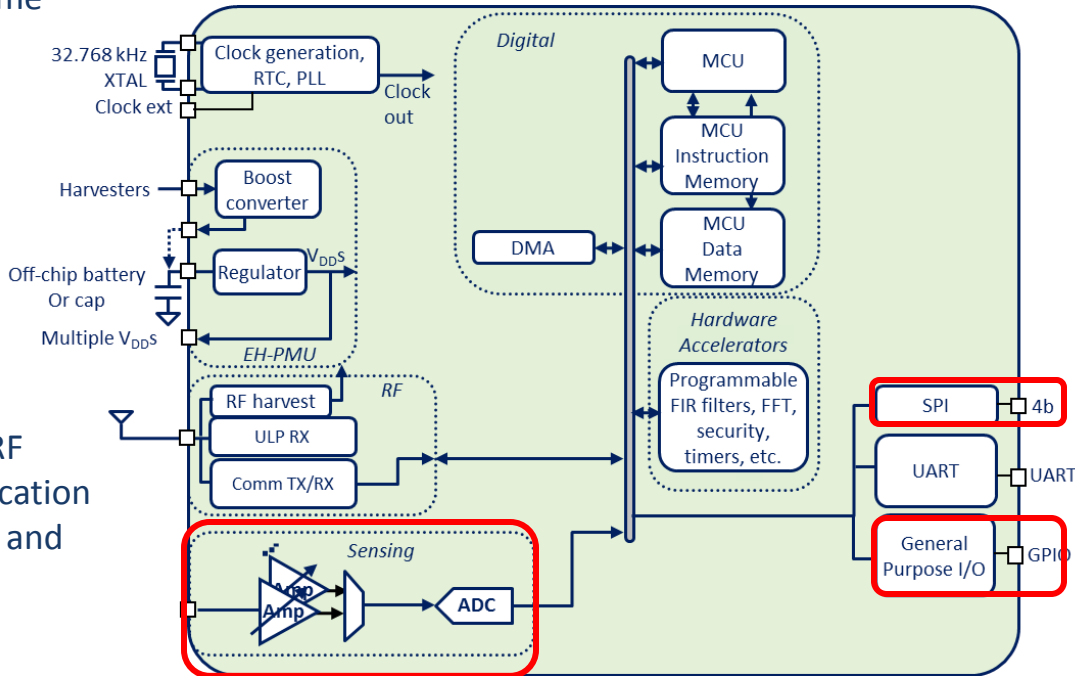 me
32.768 kHz
XTAL
Clock ext
Clock generation,
RTC, PLL
Clock
out
Harvesters
Boost
converter
Off-chip battery
Or cap
Regulator
V_DDs
Multiple V_DDs
EH-PMU
RF
RF harvest
ULP RX
Comm TX/RX
RF
cation
and
Sensing
Amp
Amp
ADC
Digital
MCU
MCU
Instruction
Memory
MCU
Data
Memory
DMA
Hardware
Accelerators
Programmable
FIR filters, FFT,
security,
timers, etc.
SPI
4b
UART
UART
General
Purpose I/O
GPIO